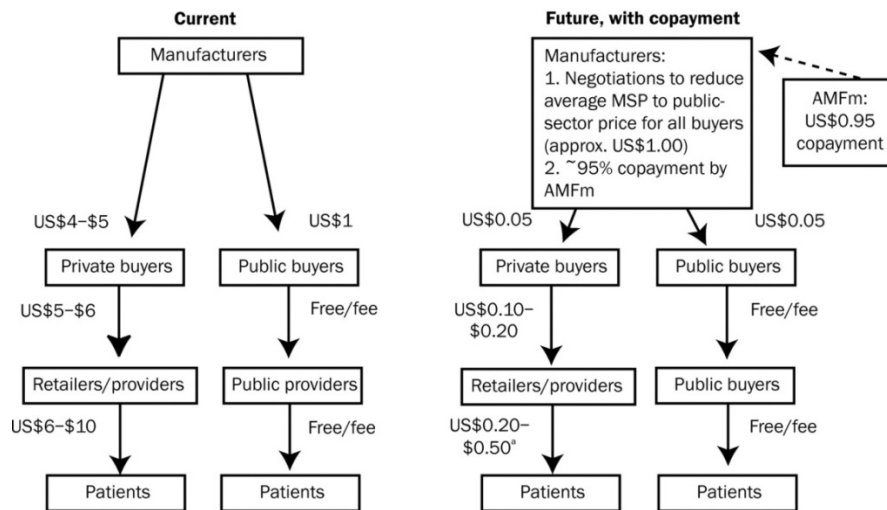 Current
Manufacturers
US$4–$5
US$1
Private buyers
Public buyers
US$5–$6
Free/fee
Retailers/providers
Public providers
US$6–$10
Free/fee
Patients
Patients
Future, with copayment
Manufacturers:
1. Negotiations to reduce
average MSP to public-
sector price for all buyers
(approx. US$1.00)
2. ~95% copayment by
AMFm
AMFm:
US$0.95
copayment
US$0.05
US$0.05
Private buyers
Public buyers
US$0.10–
$0.20
Free/fee
Retailers/providers
Public buyers
US$0.20–
$0.50ª
Free/fee
Patients
Patients